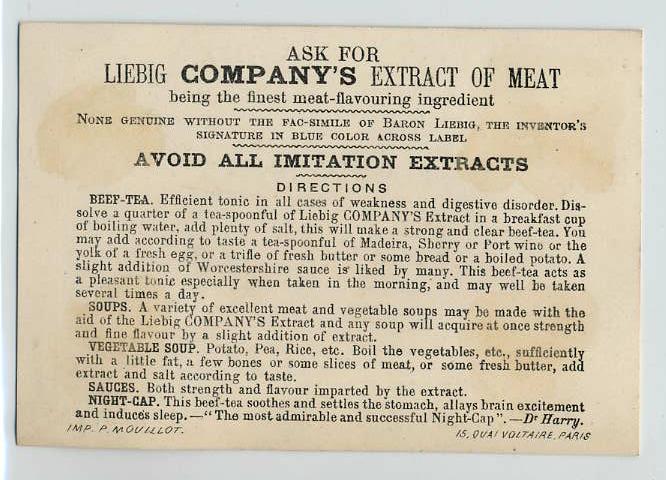 ASK FOR
LIEBIG COMPANY'S EXTRACT OF MEAT
being the finest meat-flavouring ingredient
NONE GENUINE WITHOUT THE FAC-SIMILE OF BARON LIEBIG, THE INVENTOR'S
SIGNATURE IN BLUE COLOR ACROSS LABEL
AVOID ALL IMITATION EXTRACTS
DIRECTIONS
BEEF-TEA. Efficient tonic in all cases of weakness and digestive disorder. Dis-
solve a quarter of a tea-spoonful of Liebig COMPANY'S Extract in a breakfast cup
of boiling water, add plenty of salt, this will make a strong and clear beef-tea. You
may add according to taste a tea-spoonful of Madeira, Sherry or Port wine or the
yolk of a fresh egg, or a trifle of fresh butter or some bread or a boiled potato. A
slight addition of Worcestershire sauce is liked by many. This beef-tea acts as
a pleasant tonic especially when taken in the morning, and may well be taken
several times a day.
SOUPS. A variety of excellent meat and vegetable soups may be made with the
aid of the Liebig COMPANY'S Extract and any soup will acquire at once strength
and fine flavour by a slight addition of extract.
VEGETABLE SOUP. Potato, Pea, Rice, etc. Boil the vegetables, etc., sufficiently
with a little fat, a few bones or some slices of meat, or some fresh butter, add
extract and salt according to taste.
SAUCES. Both strength and flavour imparted by the extract.
NIGHT-CAP. This beef-tea soothes and settles the stomach, allays brain excitement
and induces sleep. — "The most admirable and successful Night-Cap". — Dr Harry.
IMP. P. MOUILLOT. 15, QUAI VOLTAIRE, PARIS